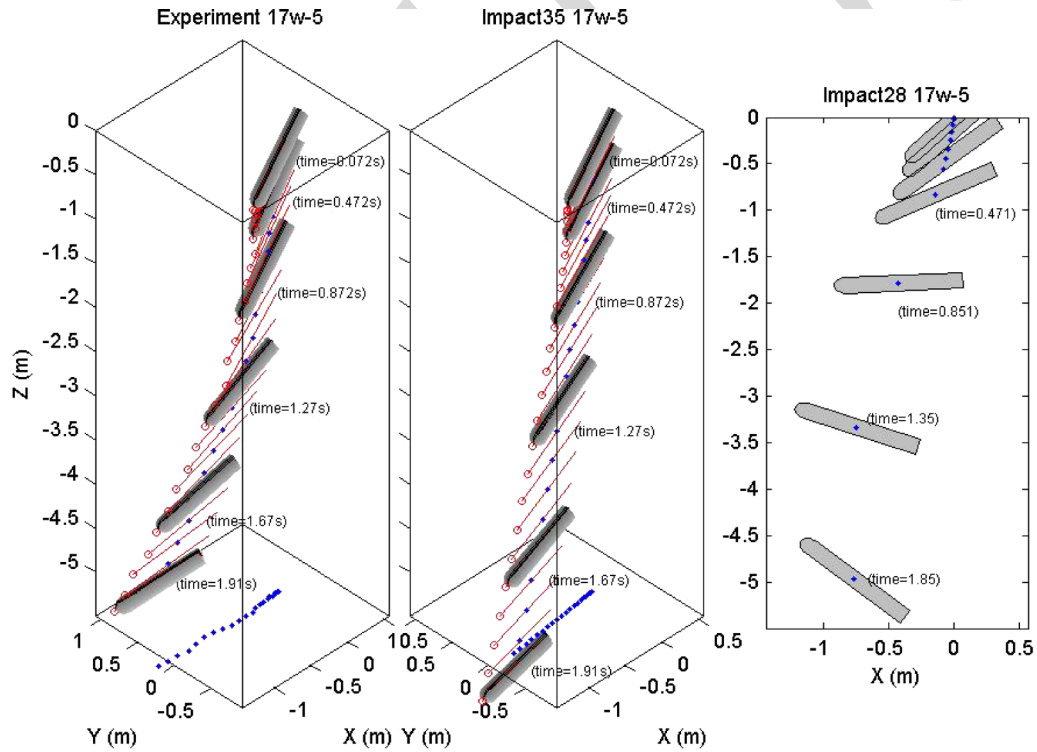 Experiment 17w-5
0
-0.5
-1
-1.5
-2
-2.5
-3
-3.5
-4
-4.5
-5
Z (m)
(time=0.072s)
(time=0.472s)
(time=0.872s)
(time=1.27s)
(time=1.67s)
(time=1.91s)
1
0.5
0
-0.5
Y (m)
-1
0
X (m)
Impact35 17w-5
(time=0.072s)
(time=0.472s)
(time=0.872s)
(time=1.27s)
(time=1.67s)
(time=1.91s)
10.5
0.5
0
-0.5
Y (m)
-1
-0.5
0
0.5
X (m)
Impact28 17w-5
0
-0.5
-1
-1.5
-2
-2.5
-3
-3.5
-4
-4.5
-5
(time=0.471)
(time=0.851)
(time=1.35)
(time=1.85)
-1
-0.5
0
0.5
X (m)